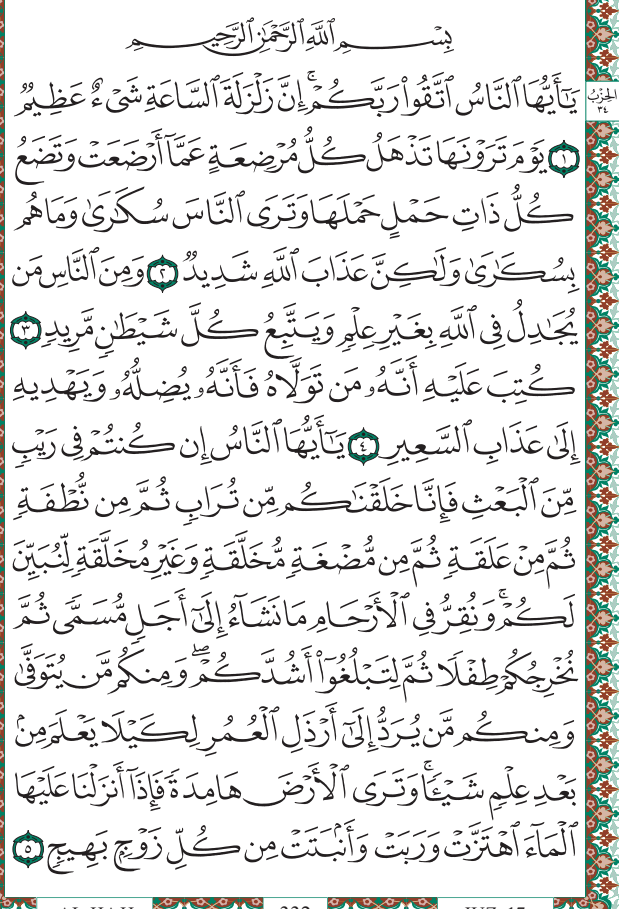 بِسْمِ ٱللَّهِ ٱلرَّحْمَٰنِ ٱلرَّحِيمِ
يَٰٓأَيُّهَا ٱلنَّاسُ ٱتَّقُوا۟ رَبَّكُمْ ۚ إِنَّ زَلْزَلَةَ ٱلسَّاعَةِ شَىْءٌ عَظِيمٌ
الحزب
٣٤
١ يَوْمَ تَرَوْنَهَا تَذْهَلُ كُلُّ مُرْضِعَةٍ عَمَّآ أَرْضَعَتْ وَتَضَعُ
كُلُّ ذَاتِ حَمْلٍ حَمْلَهَا وَتَرَى ٱلنَّاسَ سُكَٰرَىٰ وَمَا هُم
بِسُكَٰرَىٰ وَلَٰكِنَّ عَذَابَ ٱللَّهِ شَدِيدٌ ٢ وَمِنَ ٱلنَّاسِ مَن
يُجَٰدِلُ فِى ٱللَّهِ بِغَيْرِ عِلْمٍ وَيَتَّبِعُ كُلَّ شَيْطَٰنٍ مَّرِيدٍ ٣
كُتِبَ عَلَيْهِ أَنَّهُۥ مَن تَوَلَّاهُ فَأَنَّهُۥ يُضِلُّهُۥ وَيَهْدِيهِ
إِلَىٰ عَذَابِ ٱلسَّعِيرِ ٤ يَٰٓأَيُّهَا ٱلنَّاسُ إِن كُنتُمْ فِى رَيْبٍ
مِّنَ ٱلْبَعْثِ فَإِنَّا خَلَقْنَٰكُم مِّن تُرَابٍ ثُمَّ مِن نُّطْفَةٍ
ثُمَّ مِنْ عَلَقَةٍ ثُمَّ مِن مُّضْغَةٍ مُّخَلَّقَةٍ وَغَيْرِ مُخَلَّقَةٍ لِّنُبَيِّنَ
لَكُمْ ۚ وَنُقِرُّ فِى ٱلْأَرْحَامِ مَا نَشَآءُ إِلَىٰٓ أَجَلٍ مُّسَمًّى ثُمَّ
نُخْرِجُكُمْ طِفْلًا ثُمَّ لِتَبْلُغُوٓا۟ أَشُدَّكُمْ ۖ وَمِنكُم مَّن يُتَوَفَّىٰ
وَمِنكُم مَّن يُرَدُّ إِلَىٰٓ أَرْذَلِ ٱلْعُمُرِ لِكَيْلَا يَعْلَمَ مِنۢ
بَعْدِ عِلْمٍ شَيْـًٔا ۚ وَتَرَى ٱلْأَرْضَ هَامِدَةً فَإِذَآ أَنزَلْنَا عَلَيْهَا
ٱلْمَآءَ ٱهْتَزَّتْ وَرَبَتْ وَأَنۢبَتَتْ مِن كُلِّ زَوْجٍۭ بَهِيجٍ ٥